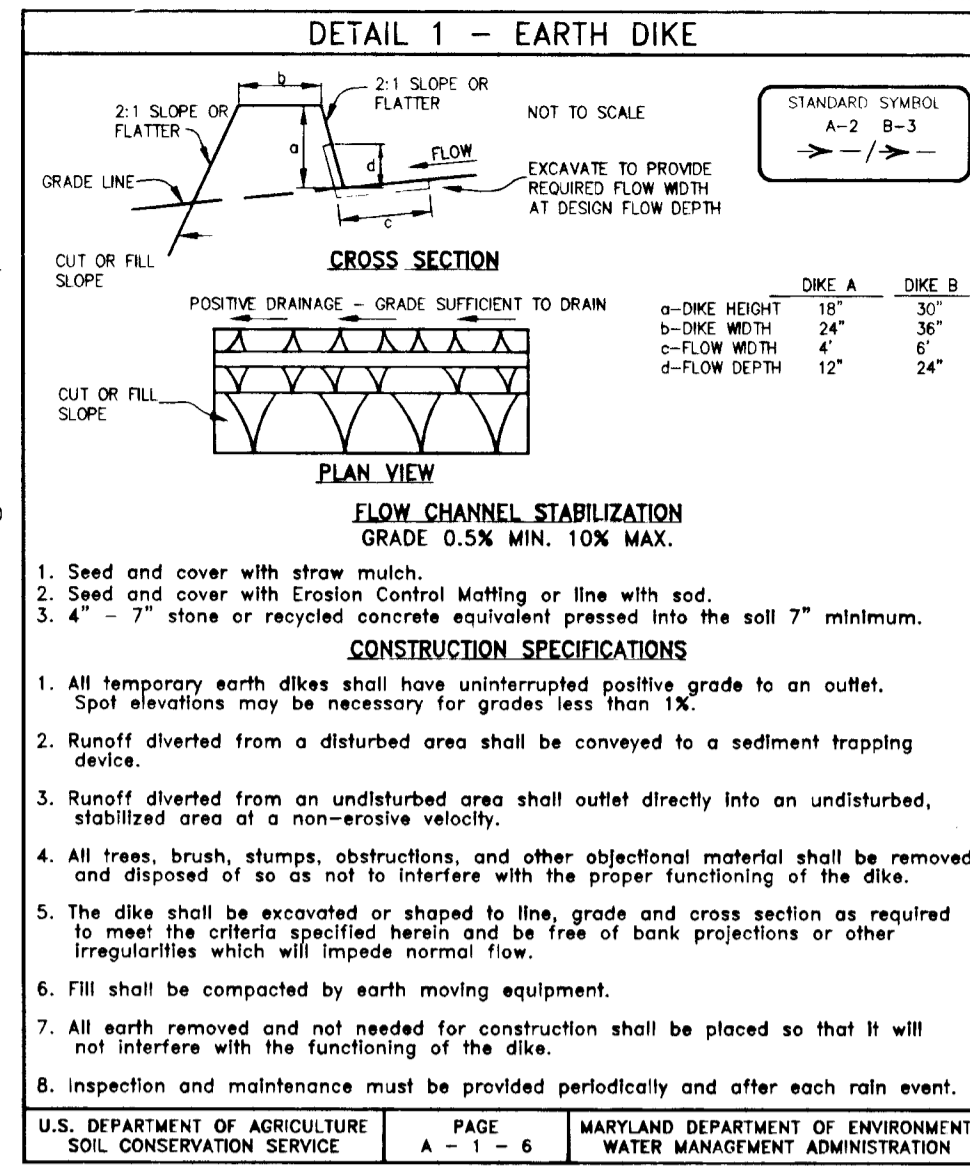 DETAIL 1 – EARTH DIKE
b
2:1 SLOPE OR
FLATTER
2:1 SLOPE OR
FLATTER
NOT TO SCALE
STANDARD SYMBOL
A-2 B-3
a
d
FLOW
GRADE LINE
EXCAVATE TO PROVIDE
REQUIRED FLOW WIDTH
AT DESIGN FLOW DEPTH
c
CUT OR FILL
SLOPE
CROSS SECTION
POSITIVE DRAINAGE – GRADE SUFFICIENT TO DRAIN
DIKE A DIKE B
a-DIKE HEIGHT 18" 30"
b-DIKE WIDTH 24" 36"
c-FLOW WIDTH 4' 6'
d-FLOW DEPTH 12" 24"
CUT OR FILL
SLOPE
PLAN VIEW
FLOW CHANNEL STABILIZATION
GRADE 0.5% MIN. 10% MAX.
1. Seed and cover with straw mulch.
2. Seed and cover with Erosion Control Matting or line with sod.
3. 4" – 7" stone or recycled concrete equivalent pressed into the soil 7" minimum.
CONSTRUCTION SPECIFICATIONS
1. All temporary earth dikes shall have uninterrupted positive grade to an outlet.
Spot elevations may be necessary for grades less than 1%.
2. Runoff diverted from a disturbed area shall be conveyed to a sediment trapping
device.
3. Runoff diverted from an undisturbed area shall outlet directly into an undisturbed,
stabilized area at a non-erosive velocity.
4. All trees, brush, stumps, obstructions, and other objectional material shall be removed
and disposed of so as not to interfere with the proper functioning of the dike.
5. The dike shall be excavated or shaped to line, grade and cross section as required
to meet the criteria specified herein and be free of bank projections or other
irregularities which will impede normal flow.
6. Fill shall be compacted by earth moving equipment.
7. All earth removed and not needed for construction shall be placed so that it will
not interfere with the functioning of the dike.
8. Inspection and maintenance must be provided periodically and after each rain event.
U.S. DEPARTMENT OF AGRICULTURE
SOIL CONSERVATION SERVICE
PAGE
A – 1 – 6
MARYLAND DEPARTMENT OF ENVIRONMENT
WATER MANAGEMENT ADMINISTRATION